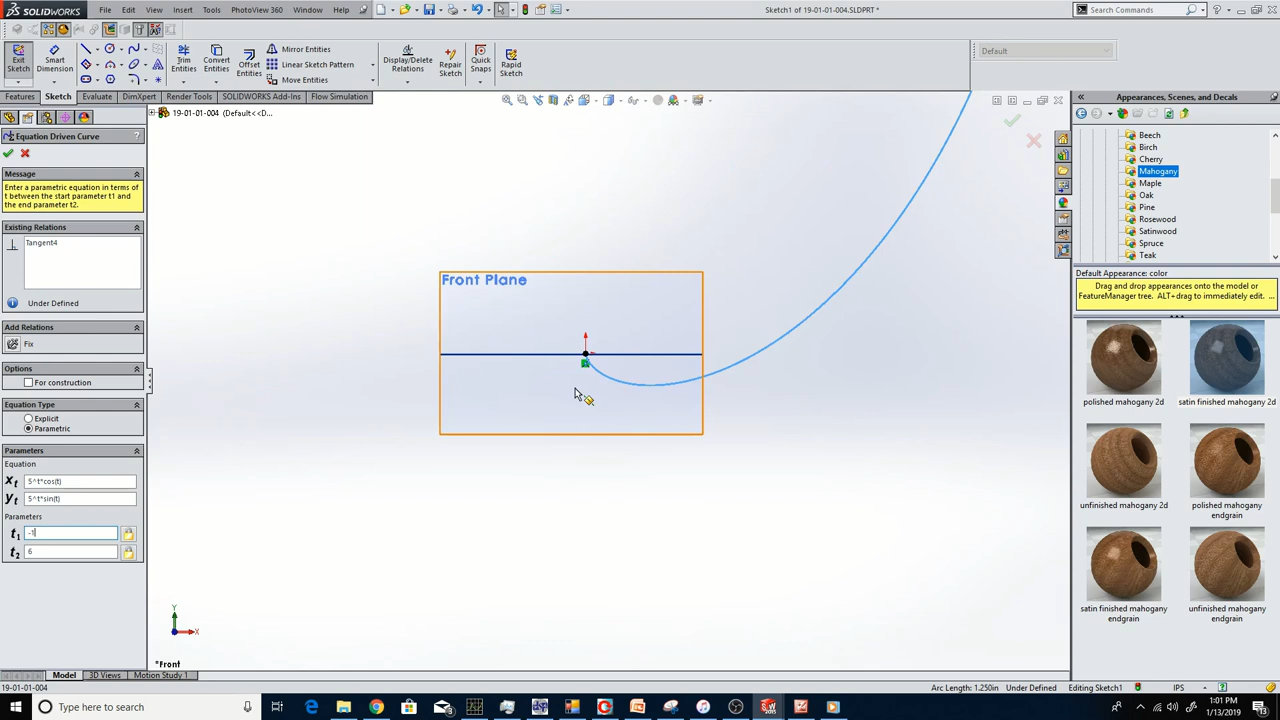 SOLIDWORKS
File Edit View Insert Tools PhotoView 360 Window Help
Sketch1 of 19-01-01-004.SLDPRT *
Search Commands
Exit Sketch
Smart Dimension
Trim Entities
Convert Entities
Offset Entities
Mirror Entities
Linear Sketch Pattern
Move Entities
Display/Delete Relations
Repair Sketch
Quick Snaps
Rapid Sketch
Default
Features Sketch Evaluate DimXpert Render Tools SOLIDWORKS Add-Ins Flow Simulation
19-01-01-004 (Default<<D...
Equation Driven Curve
?
Message
Enter a parametric equation in terms of t between the start parameter t1 and the end parameter t2.
Existing Relations
Tangent4
Under Defined
Add Relations
Fix
Options
For construction
Equation Type
Explicit
Parametric
Parameters
Equation
xt 5^t*cos(t)
yt 5^t*sin(t)
Parameters
t1 -1
t2 6
Front Plane
Y
X
*Front
Appearances, Scenes, and Decals
Beech
Birch
Cherry
Mahogany
Maple
Oak
Pine
Rosewood
Satinwood
Spruce
Teak
Default Appearance: color
Drag and drop appearances onto the model or FeatureManager tree. ALT+drag to immediately edit. ...
polished mahogany 2d
satin finished mahogany 2d
unfinished mahogany 2d
polished mahogany endgrain
satin finished mahogany endgrain
unfinished mahogany endgrain
Model 3D Views Motion Study 1
19-01-01-004
Arc Length: 1.250in Under Defined Editing Sketch1 IPS
Type here to search
1:01 PM
1/13/2019